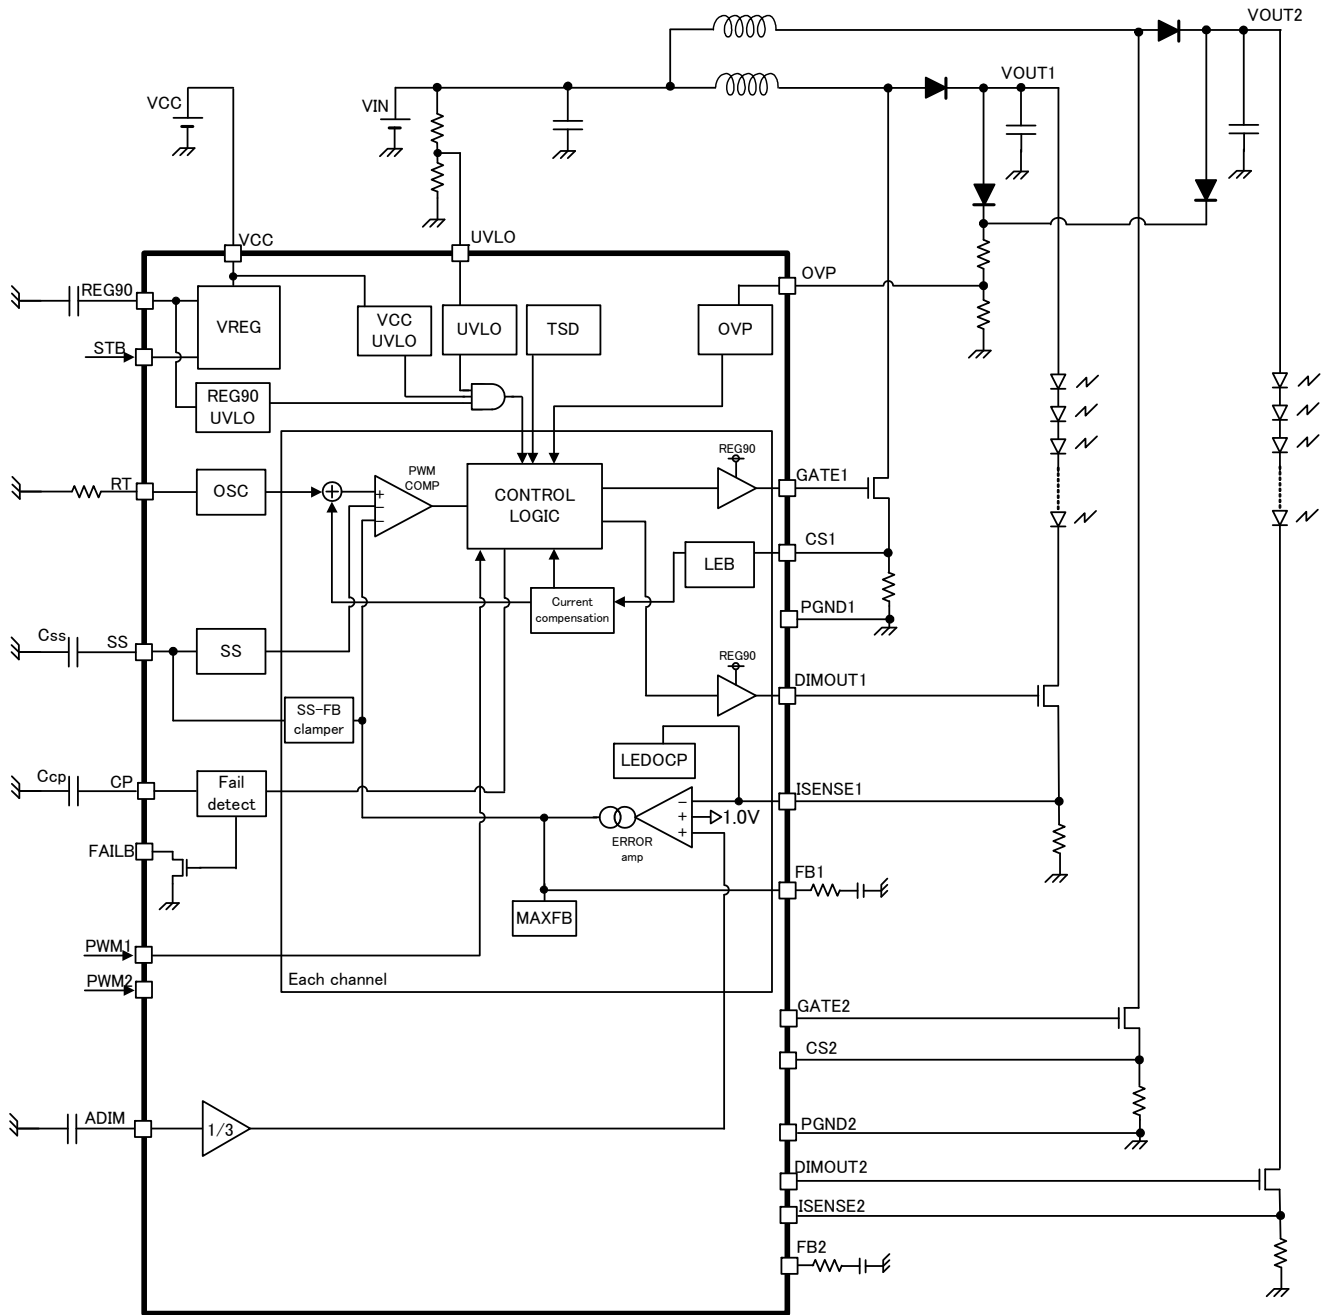 VOUT2
VOUT1
VCC
VIN
VCC
UVLO
REG90
OVP
VREG
VCC
UVLO
UVLO
TSD
OVP
STB
REG90
UVLO
REG90
PWM
COMP
RT
OSC
+
−
−
CONTROL
LOGIC
GATE1
CS1
LEB
Current
compensation
PGND1
Css
SS
SS
REG90
DIMOUT1
SS-FB
clamper
LEDOCP
Ccp
CP
Fail
detect
ISENSE1
−
+
+
1.0V
ERROR
amp
FAILB
FB1
MAXFB
PWM1
Each channel
PWM2
GATE2
CS2
ADIM
1/3
PGND2
DIMOUT2
ISENSE2
FB2